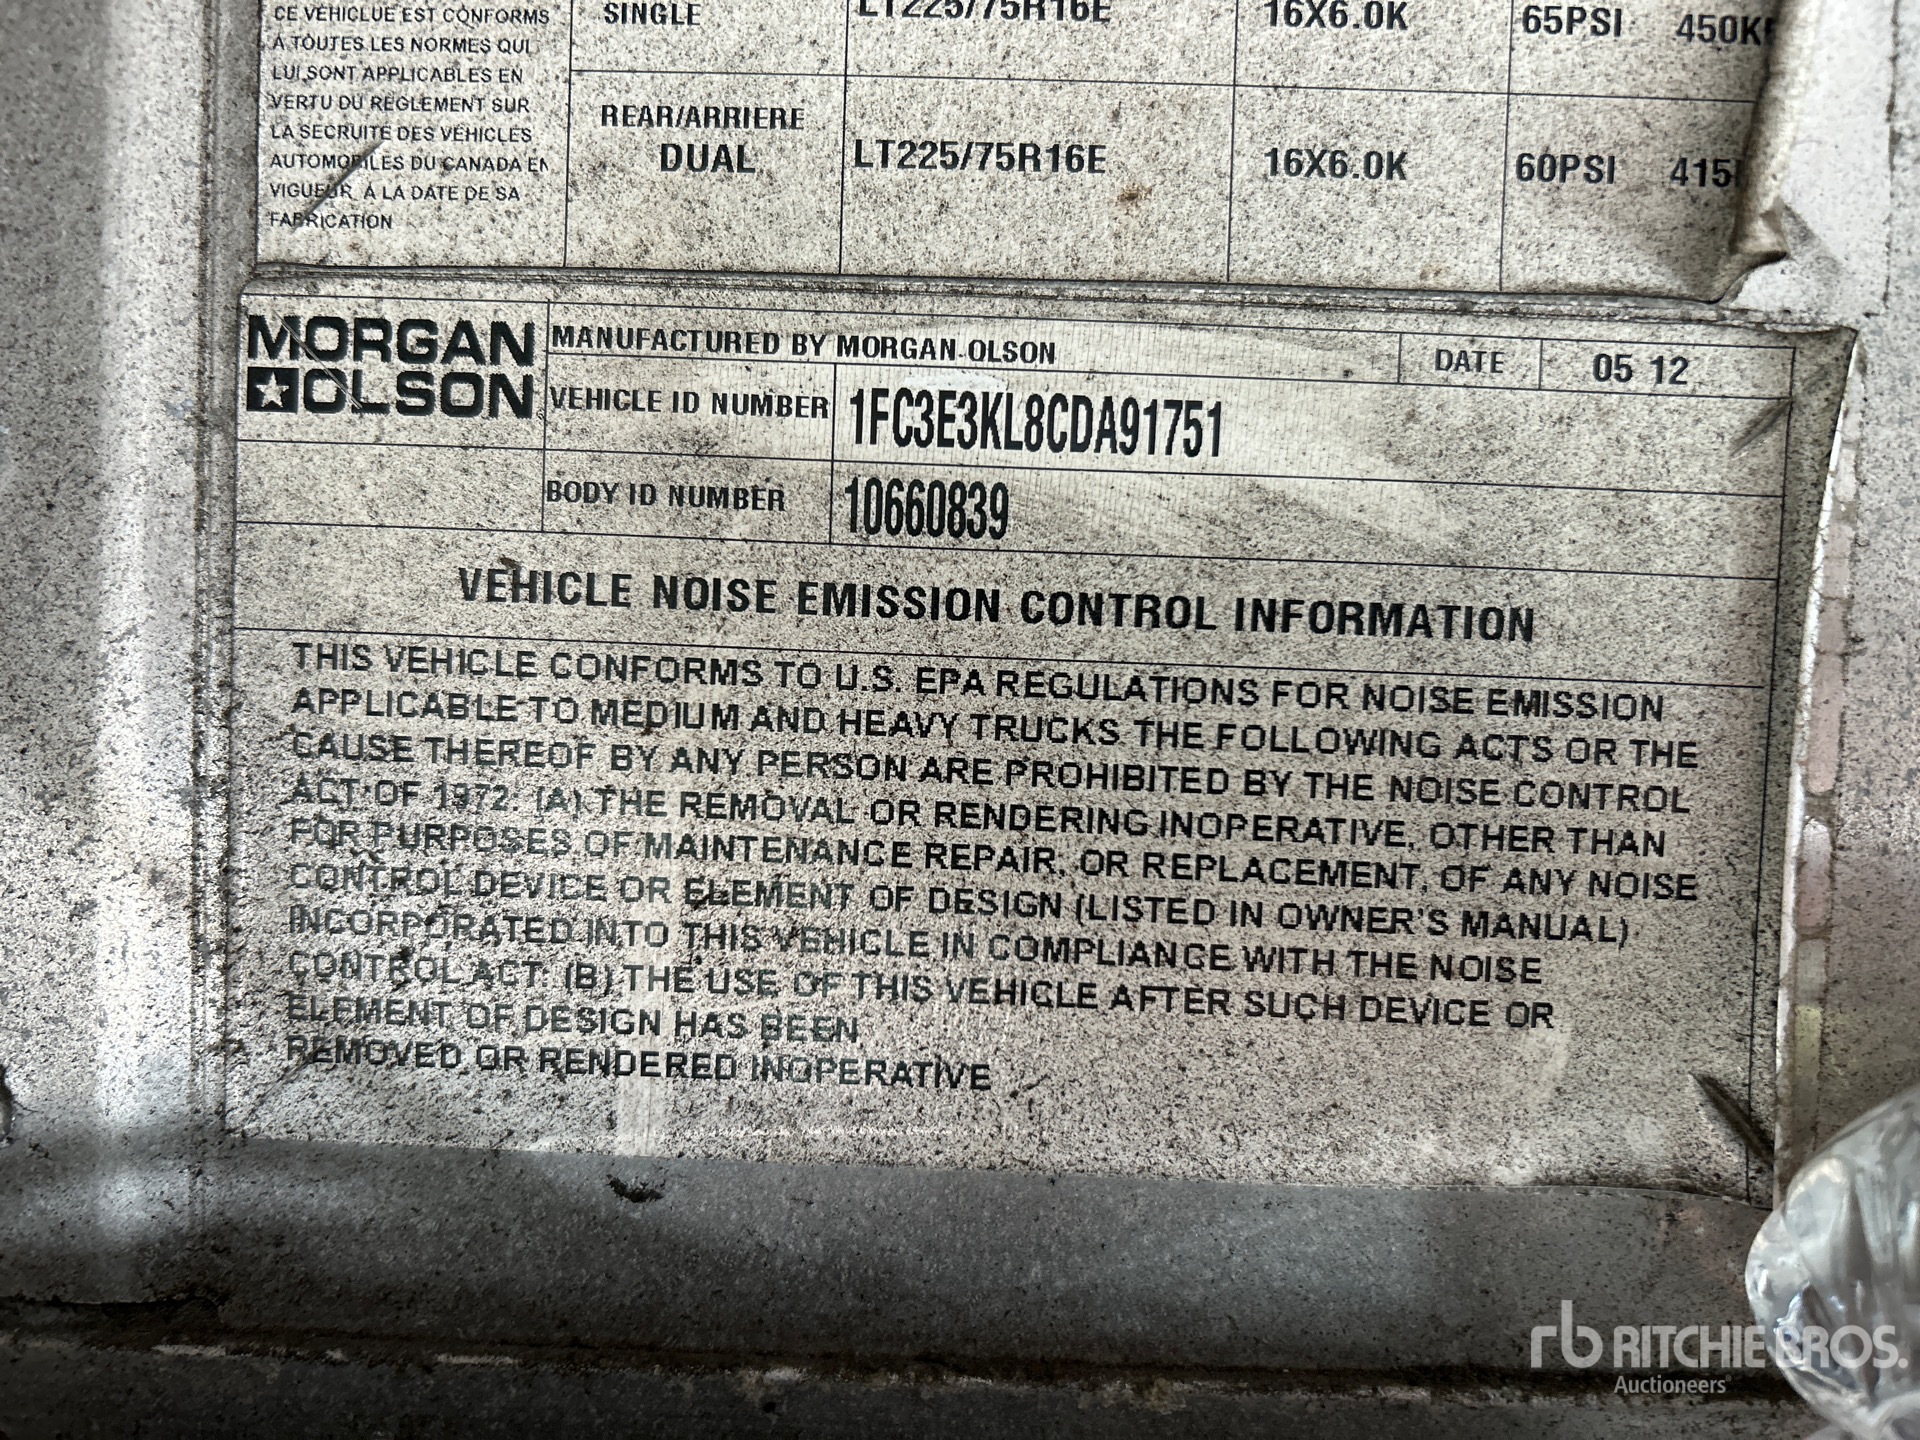 CE VEHICLUE EST CONFORMS
A TOUTES LES NORMES QUI
LUI SONT APPLICABLES EN
VERTU DU REGLEMENT SUR
LA SECRUITE DES VEHICLES
AUTOMOBILES DU CANADA EN
VIGUEUR A LA DATE DE SA
FABRICATION
SINGLE LT225/75R16E 16X6.0K 65PSI 450K
REAR/ARRIERE
DUAL LT225/75R16E 16X6.0K 60PSI 415
MORGAN
OLSON
MANUFACTURED BY MORGAN OLSON DATE 05 12
VEHICLE ID NUMBER 1FC3E3KL8CDA91751
BODY ID NUMBER 10660839
VEHICLE NOISE EMISSION CONTROL INFORMATION
THIS VEHICLE CONFORMS TO U.S. EPA REGULATIONS FOR NOISE EMISSION
APPLICABLE TO MEDIUM AND HEAVY TRUCKS THE FOLLOWING ACTS OR THE
CAUSE THEREOF BY ANY PERSON ARE PROHIBITED BY THE NOISE CONTROL
ACT OF 1972: (A) THE REMOVAL OR RENDERING INOPERATIVE, OTHER THAN
FOR PURPOSES OF MAINTENANCE REPAIR, OR REPLACEMENT, OF ANY NOISE
CONTROL DEVICE OR ELEMENT OF DESIGN (LISTED IN OWNER'S MANUAL)
INCORPORATED INTO THIS VEHICLE IN COMPLIANCE WITH THE NOISE
CONTROL ACT: (B) THE USE OF THIS VEHICLE AFTER SUCH DEVICE OR
ELEMENT OF DESIGN HAS BEEN
REMOVED OR RENDERED INOPERATIVE
rb RITCHIE BROS.
Auctioneers